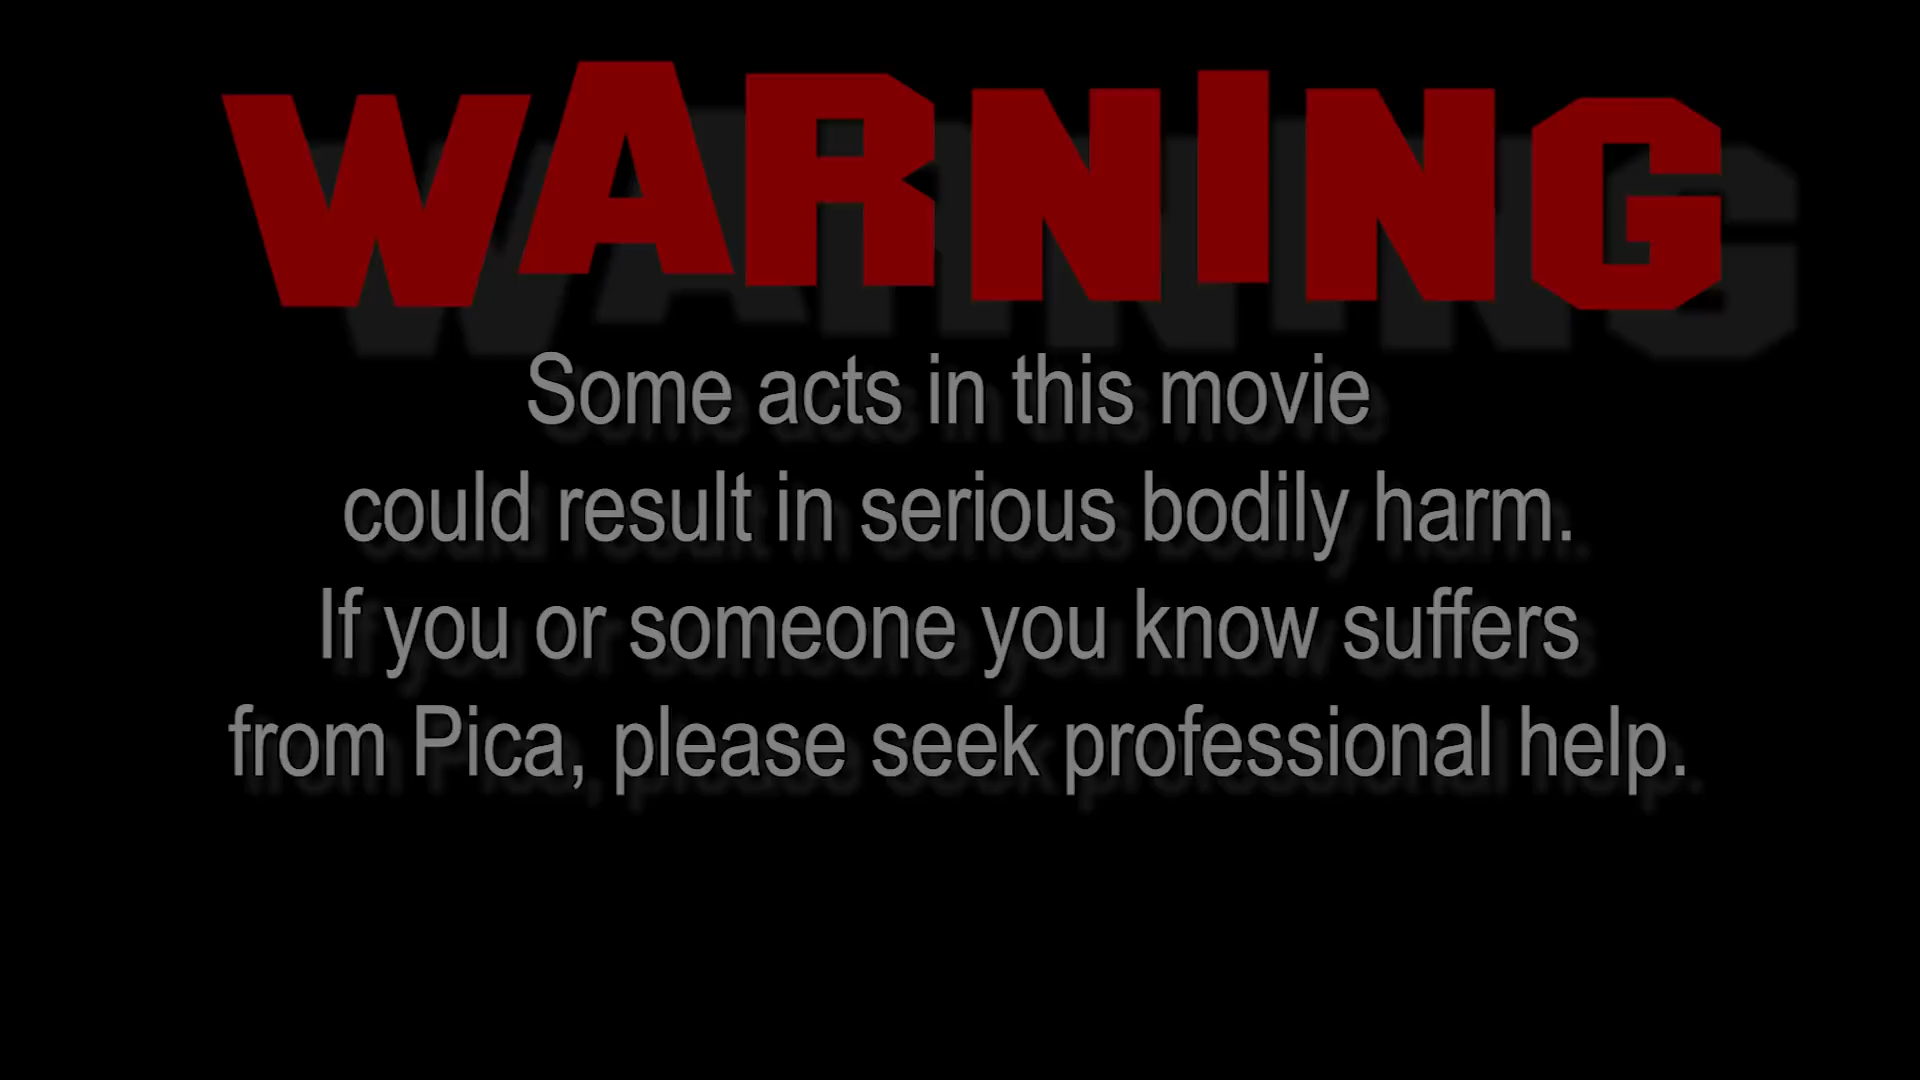 WARNING
Some acts in this movie
could result in serious bodily harm.
If you or someone you know suffers
from Pica, please seek professional help.